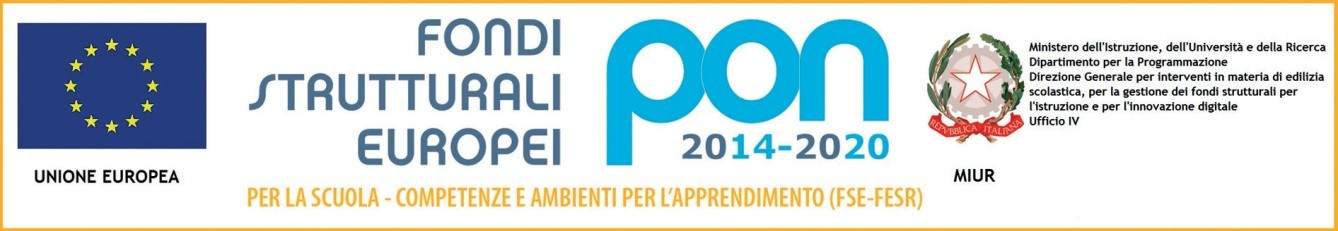 UNIONE EUROPEA
FONDI
STRUTTURALI
EUROPEI
pon
2014-2020
PER LA SCUOLA - COMPETENZE E AMBIENTI PER L'APPRENDIMENTO (FSE-FESR)
REPVBBLICA ITALIANA
MIUR
Ministero dell'Istruzione, dell'Università e della Ricerca
Dipartimento per la Programmazione
Direzione Generale per interventi in materia di edilizia
scolastica, per la gestione dei fondi strutturali per
l'istruzione e per l'innovazione digitale
Ufficio IV